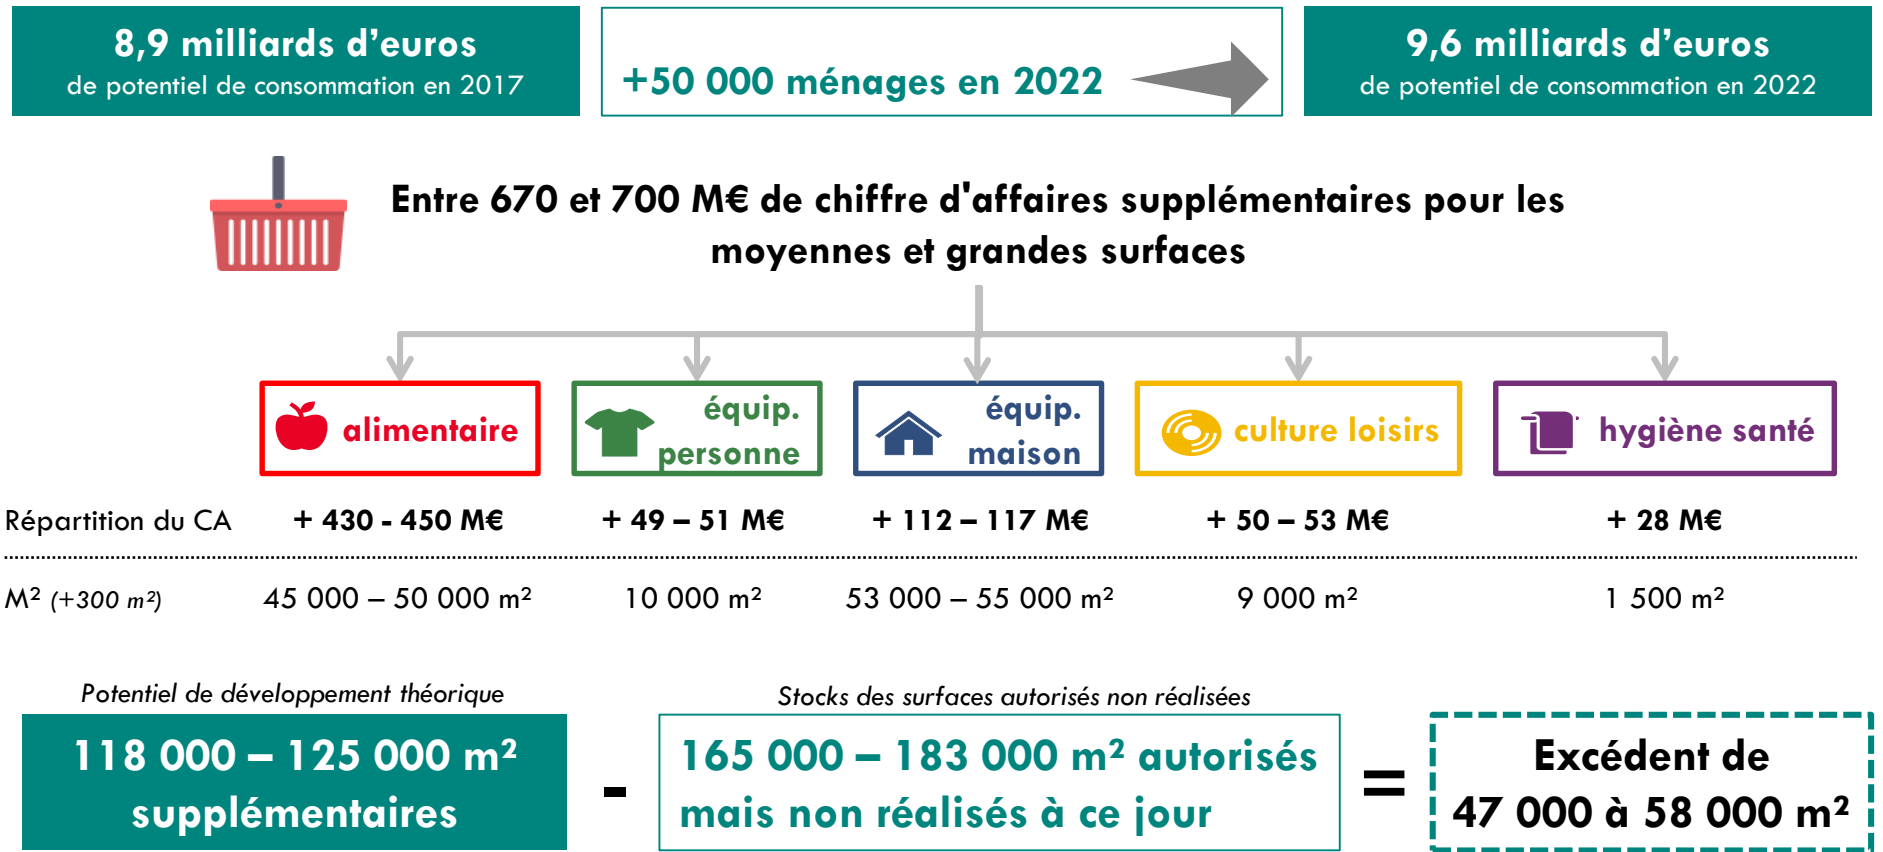 8,9 milliards d’euros
de potentiel de consommation en 2017
+50 000 ménages en 2022
9,6 milliards d’euros
de potentiel de consommation en 2022
Entre 670 et 700 M€ de chiffre d'affaires supplémentaires pour les
moyennes et grandes surfaces
alimentaire
équip.
personne
équip.
maison
culture loisirs
hygiène santé
Répartition du CA + 430 - 450 M€ + 49 – 51 M€ + 112 – 117 M€ + 50 – 53 M€ + 28 M€
M² (+300 m²) 45 000 – 50 000 m² 10 000 m² 53 000 – 55 000 m² 9 000 m² 1 500 m²
Potentiel de développement théorique
118 000 – 125 000 m²
supplémentaires
-
Stocks des surfaces autorisés non réalisées
165 000 – 183 000 m² autorisés
mais non réalisés à ce jour
=
Excédent de
47 000 à 58 000 m²